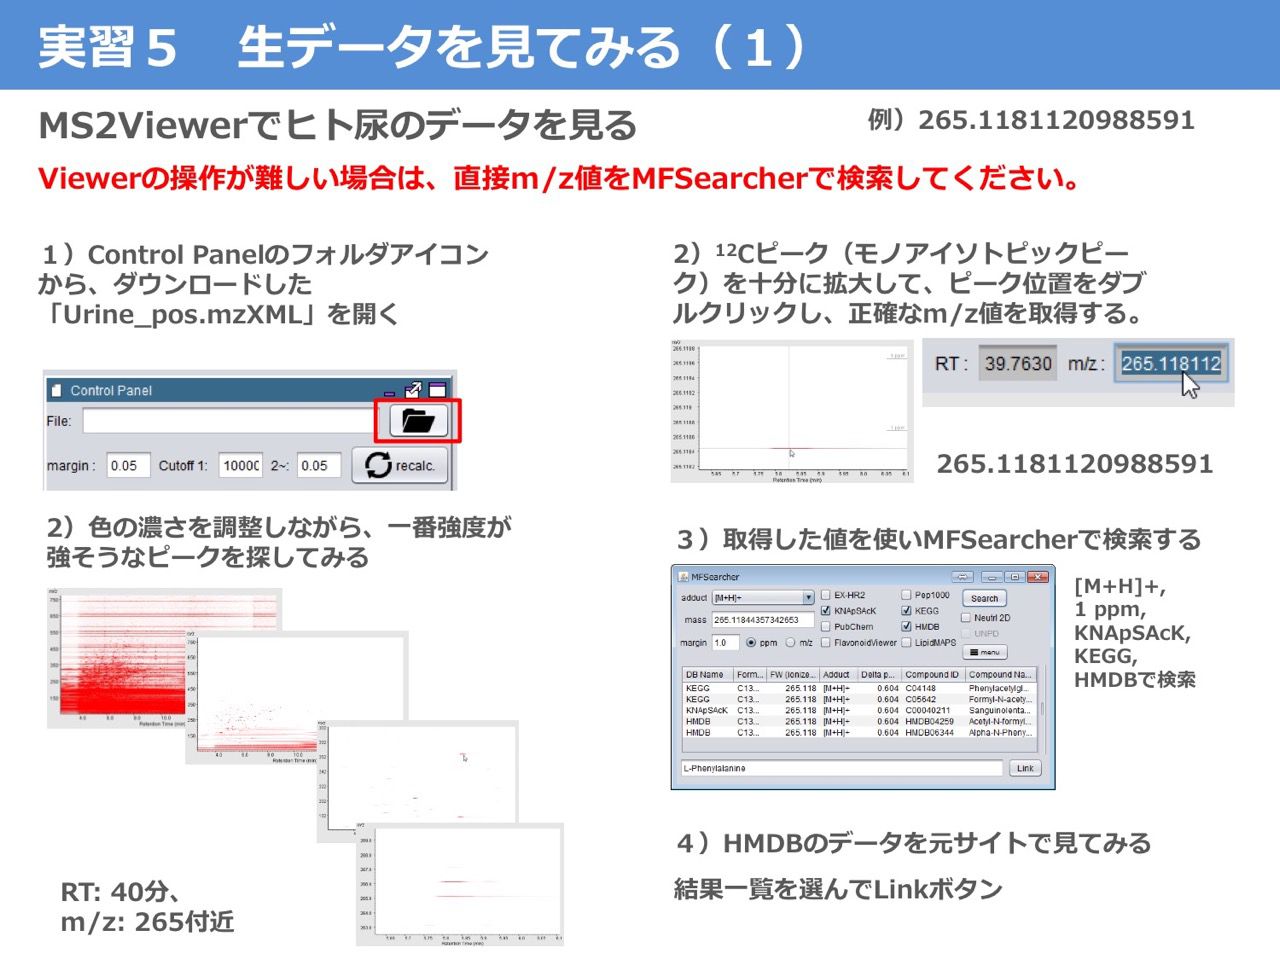 実習５　生データを見てみる（１）
MS2Viewerでヒト尿のデータを見る
例）265.1181120988591
Viewerの操作が難しい場合は、直接m/z値をMFSearcherで検索してください。
１）Control Panelのフォルダアイコン
から、ダウンロードした
「Urine_pos.mzXML」を開く
Control Panel
File:
margin : 0.05 Cutoff 1: 1000C 2~: 0.05 recalc.
2）色の濃さを調整しながら、一番強度が
強そうなピークを探してみる
RT: 40分、
m/z: 265付近
2）¹²Cピーク（モノアイソトピックピー
ク）を十分に拡大して、ピーク位置をダブ
ルクリックし、正確なm/z値を取得する。
Retention Time (min)
RT : 39.7630 m/z : 265.118112
265.1181120988591
３）取得した値を使いMFSearcherで検索する
MFSearcher
adduct [M+H]+ EX-HR2 Pep1000 Search
KNApSAcK KEGG Neutrl 2D
mass 265.11844357342653 PubChem HMDB UNPD
margin 1.0 ppm m/z FlavonoidViewer LipidMAPS menu
DB Name Form... FW (ionize... Adduct Delta p... Compound ID Compound Na...
KEGG C13... 265.118 [M+H]+ 0.604 C04148 Phenylacetylgl...
KEGG C13... 265.118 [M+H]+ 0.604 C05642 Formyl-N-acety...
KNApSAcK C13... 265.118 [M+H]+ 0.604 C00040211 Sanguinolenta...
HMDB C13... 265.118 [M+H]+ 0.604 HMDB04259 Acetyl-N-formyl...
HMDB C13... 265.118 [M+H]+ 0.604 HMDB06344 Alpha-N-Pheny...
L-Phenylalanine Link
[M+H]+,
1 ppm,
KNApSAcK,
KEGG,
HMDBで検索
４）HMDBのデータを元サイトで見てみる
結果一覧を選んでLinkボタン